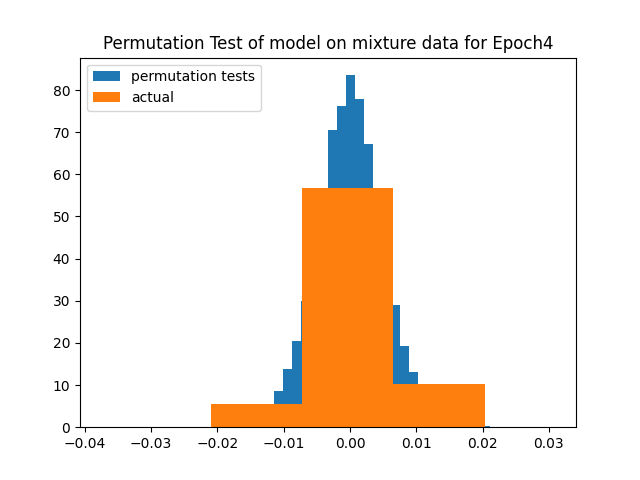 Permutation Test of model on mixture data for Epoch4
permutation tests
actual
80
70
60
50
40
30
20
10
0
−0.04 −0.03 −0.02 −0.01 0.00 0.01 0.02 0.03